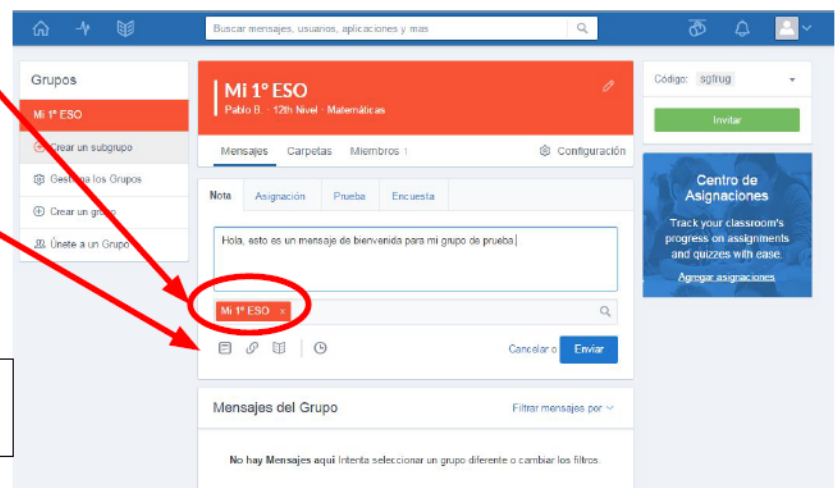 Buscar mensajes, usuarios, aplicaciones y mas
Grupos
Mi 1º ESO
Crear un subgrupo
Gestiona los Grupos
Crear un grupo
Únete a un Grupo
Mi 1º ESO
Pablo B. · 12th Nivel · Matemáticas
Mensajes Carpetas Miembros 1 Configuración
Nota Asignación Prueba Encuesta
Hola, esto es un mensaje de bienvenida para mi grupo de prueba
Mi 1º ESO ×
Cancelar o Enviar
Mensajes del Grupo Filtrar mensajes por
No hay Mensajes aqui Intenta seleccionar un grupo diferente o cambiar los filtros.
Código: sgfrug
Invitar
Centro de
Asignaciones
Track your classroom's
progress on assignments
and quizzes with ease.
Agregar asignaciones